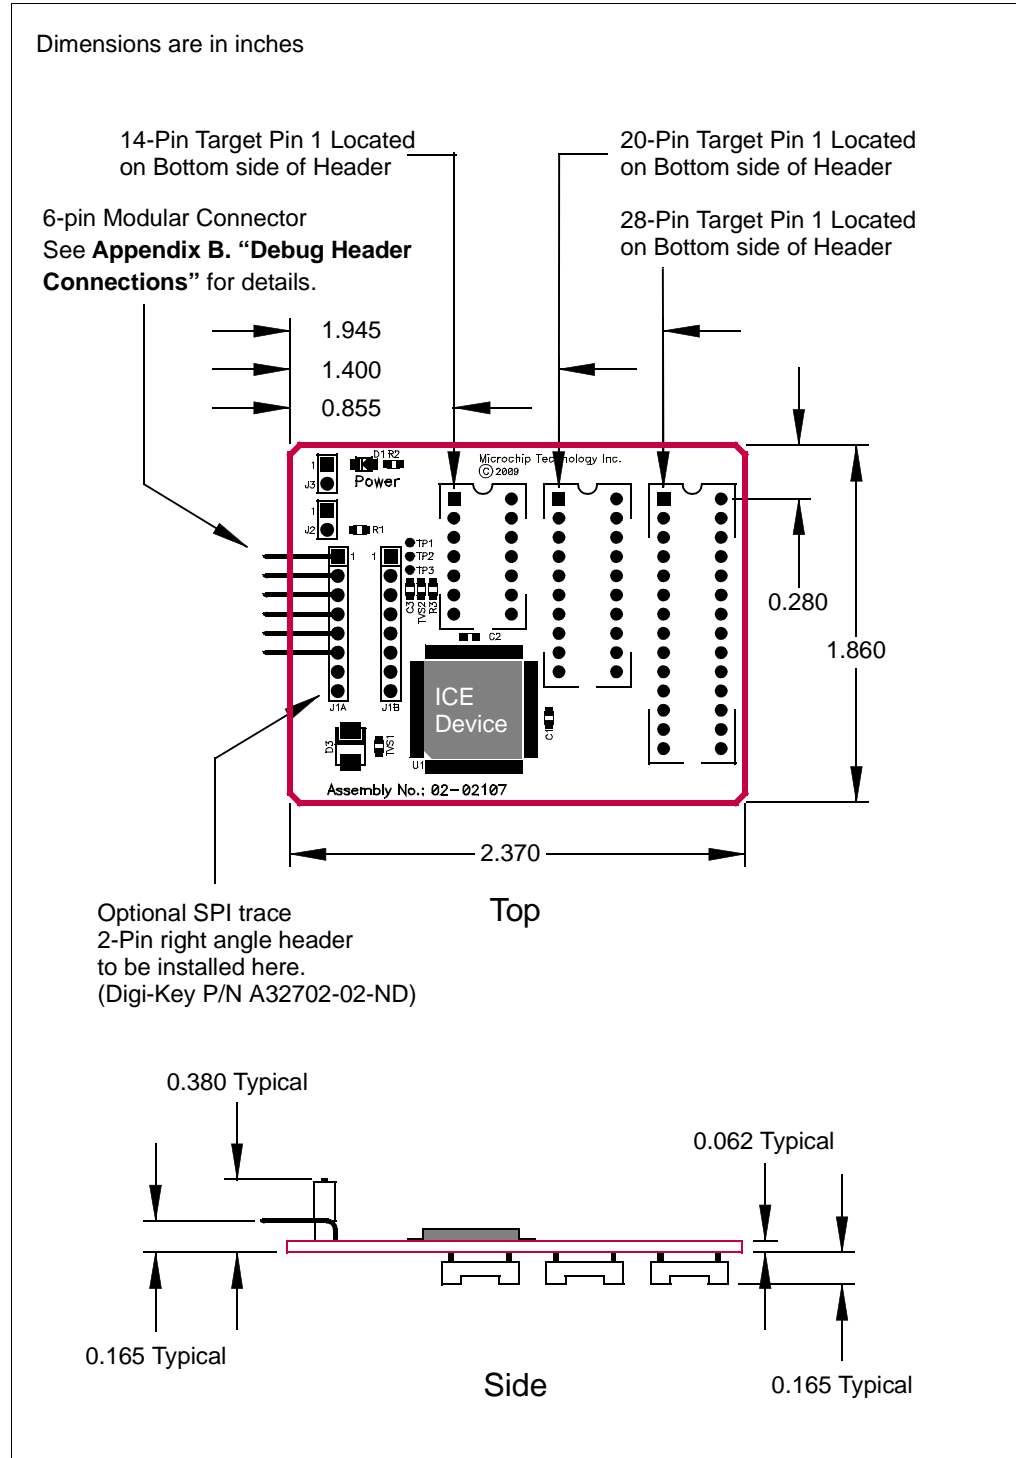 Dimensions are in inches
14-Pin Target Pin 1 Located
on Bottom side of Header
20-Pin Target Pin 1 Located
on Bottom side of Header
6-pin Modular Connector
See Appendix B. “Debug Header
Connections” for details.
28-Pin Target Pin 1 Located
on Bottom side of Header
1.945
1.400
0.855
D1 R2
1
J3
Power
Microchip Technology Inc.
© 2009
1
J2
R1
TP1
TP2
TP3
1
1
C3
TVS2
R3
0.280
1.860
C2
ICE
Device
J1A
J1B
D3
TVS1
U1
C1
Assembly No.: 02-02107
2.370
Top
Optional SPI trace
2-Pin right angle header
to be installed here.
(Digi-Key P/N A32702-02-ND)
0.380 Typical
0.062 Typical
0.165 Typical
0.165 Typical
Side